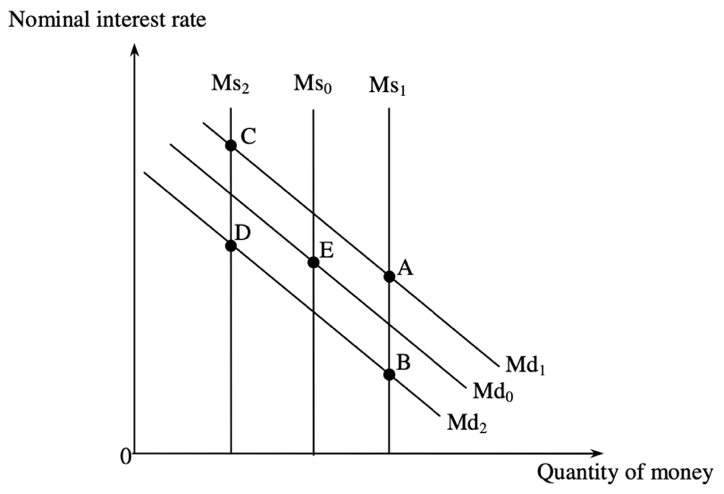 Nominal interest rate
Ms₂ Ms₀ Ms₁
C
D
E
A
B
Md₁
Md₀
Md₂
0
Quantity of money